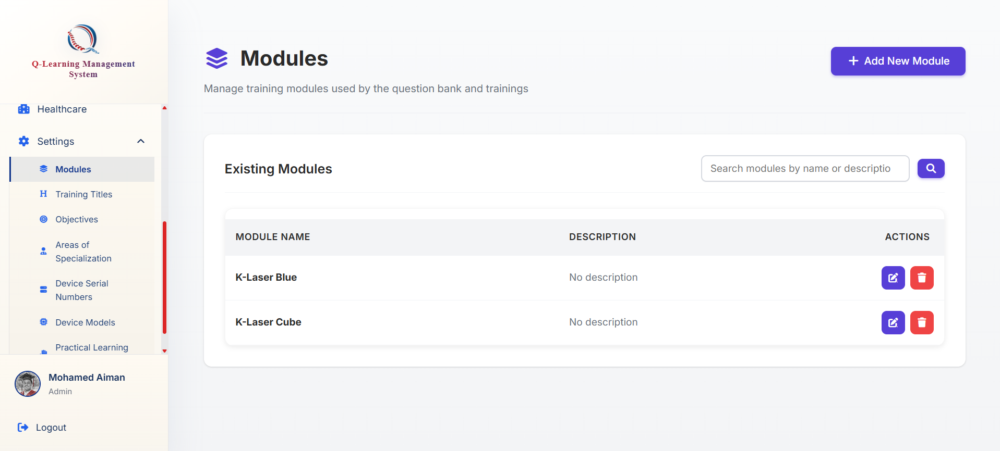 Q-Learning Management
System
Healthcare
Settings
Modules
Training Titles
Objectives
Areas of
Specialization
Device Serial
Numbers
Device Models
Practical Learning
Mohamed Aiman
Admin
Logout
Modules
Add New Module
Manage training modules used by the question bank and trainings
Existing Modules
Search modules by name or descriptio
MODULE NAME DESCRIPTION ACTIONS
K-Laser Blue No description
K-Laser Cube No description